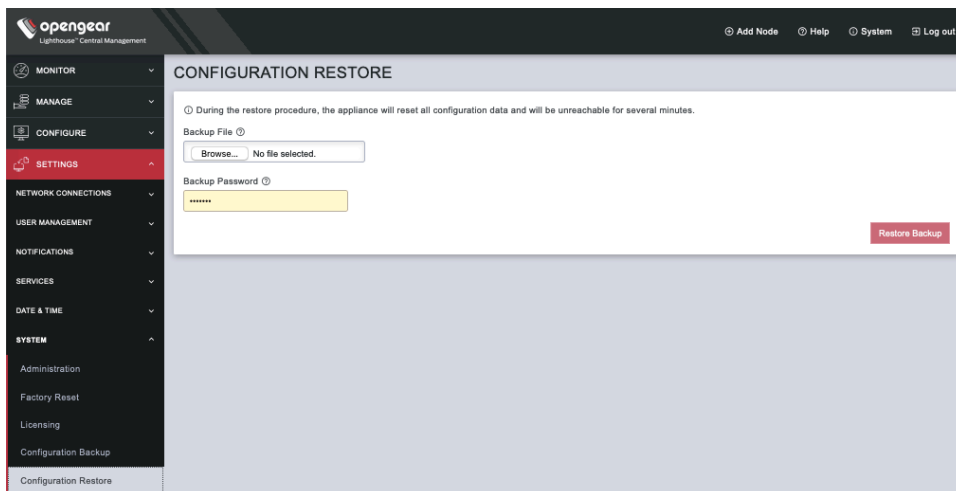 opengear
Lighthouse™ Central Management
Add Node
Help
System
Log out
MONITOR
MANAGE
CONFIGURE
SETTINGS
NETWORK CONNECTIONS
USER MANAGEMENT
NOTIFICATIONS
SERVICES
DATE & TIME
SYSTEM
Administration
Factory Reset
Licensing
Configuration Backup
Configuration Restore
CONFIGURATION RESTORE
During the restore procedure, the appliance will reset all configuration data and will be unreachable for several minutes.
Backup File
Browse... No file selected.
Backup Password
•••••••
Restore Backup